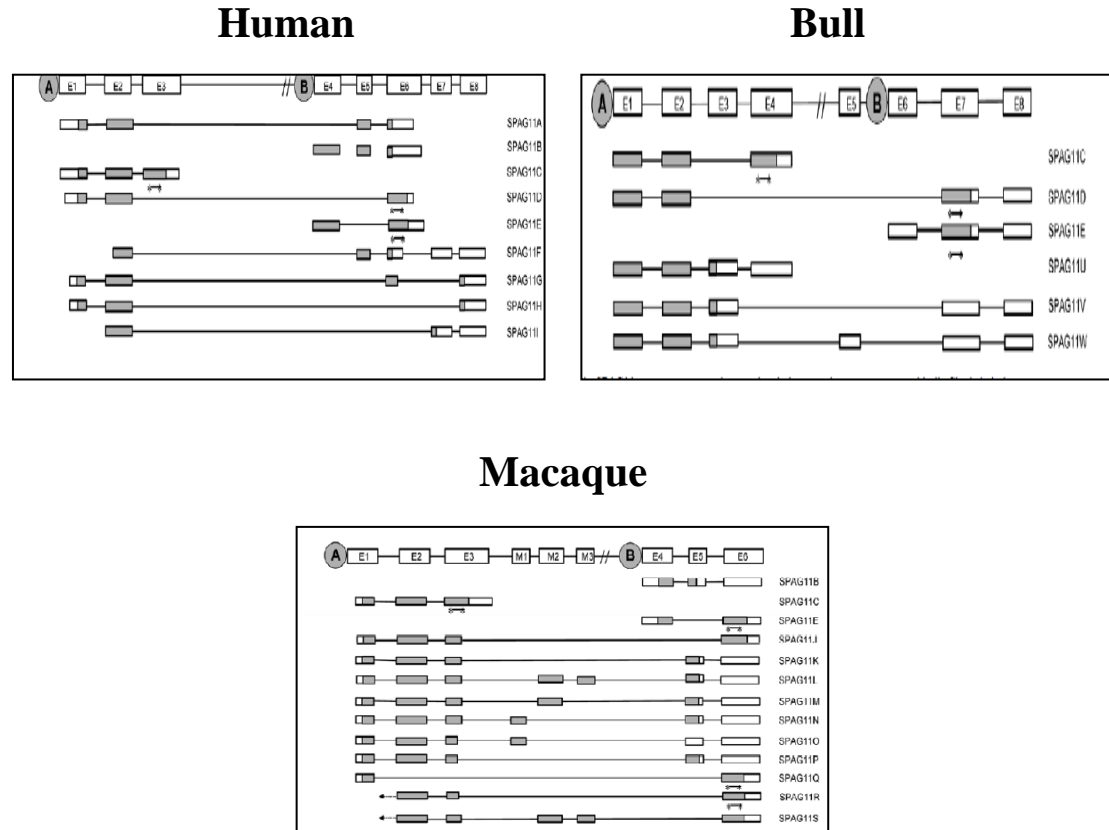 Human
Bull
A E1 E2 E3 // B E4 E5 E6 E7 E8
SPAG11A
SPAG11B
SPAG11C
SPAG11D
SPAG11E
SPAG11F
SPAG11G
SPAG11H
SPAG11I
A E1 E2 E3 E4 // E5 B E6 E7 E8
SPAG11C
SPAG11D
SPAG11E
SPAG11U
SPAG11V
SPAG11W
Macaque
A E1 E2 E3 M1 M2 M3 // B E4 E5 E6
SPAG11B
SPAG11C
SPAG11E
SPAG11J
SPAG11K
SPAG11L
SPAG11M
SPAG11N
SPAG11O
SPAG11P
SPAG11Q
SPAG11R
SPAG11S